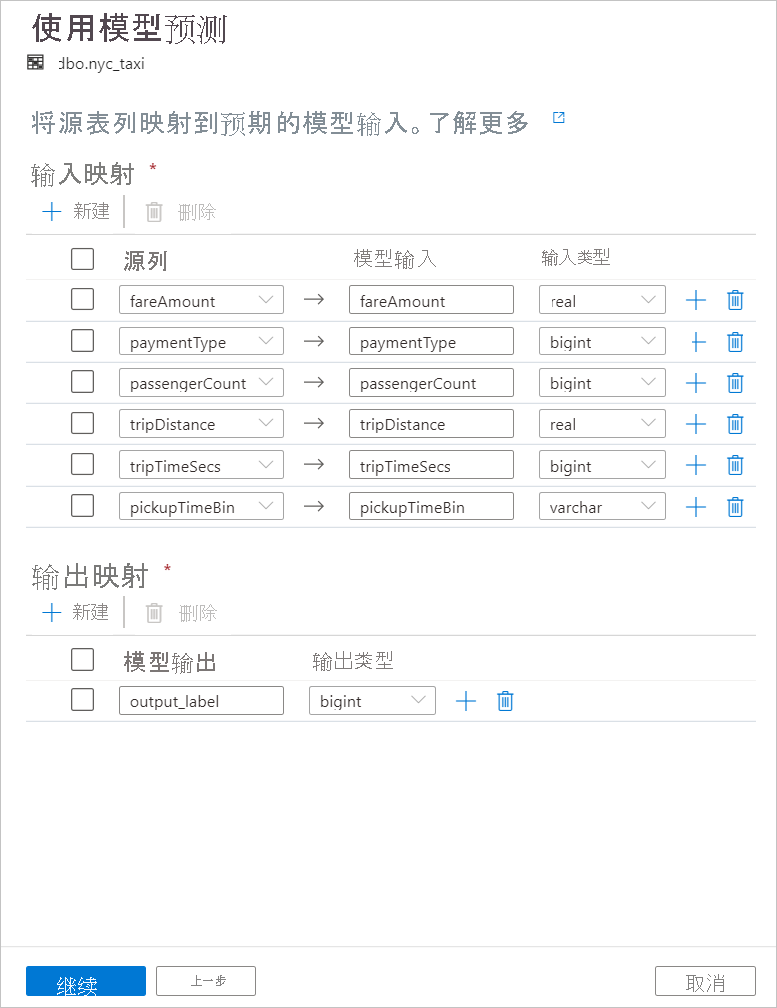 使用模型预测
dbo.nyc_taxi
将源表列映射到预期的模型输入。了解更多
输入映射 *
新建 删除
源列 模型输入 输入类型
fareAmount fareAmount real
paymentType paymentType bigint
passengerCount passengerCount bigint
tripDistance tripDistance real
tripTimeSecs tripTimeSecs bigint
pickupTimeBin pickupTimeBin varchar
输出映射 *
新建 删除
模型输出 输出类型
output_label bigint
继续 上一步 取消